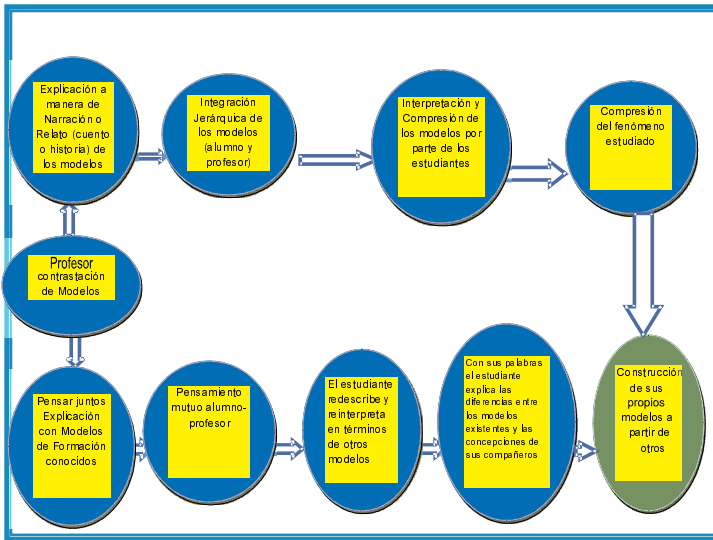 Explicación a
manera de
Narración o
Relato (cuento
o historia) de
los modelos
Integración
Jerárquica de
los modelos
(alumno y
profesor)
Interpretación y
Compresión de
los modelos por
parte de los
estudiantes
Compresión
del fenómeno
estudiado
Profesor
contrastación
de Modelos
Pensar juntos
Explicación
con Modelos
de Formación
conocidos
Pensamiento
mutuo alumno-
profesor
El estudiante
redescribe y
reinterpreta
en términos
de otros
modelos
Con sus palabras
el estudiante
explica las
diferencias entre
los modelos
existentes y las
concepciones de
sus compañeros
Construcción
de sus
propios
modelos a
partir de
otros